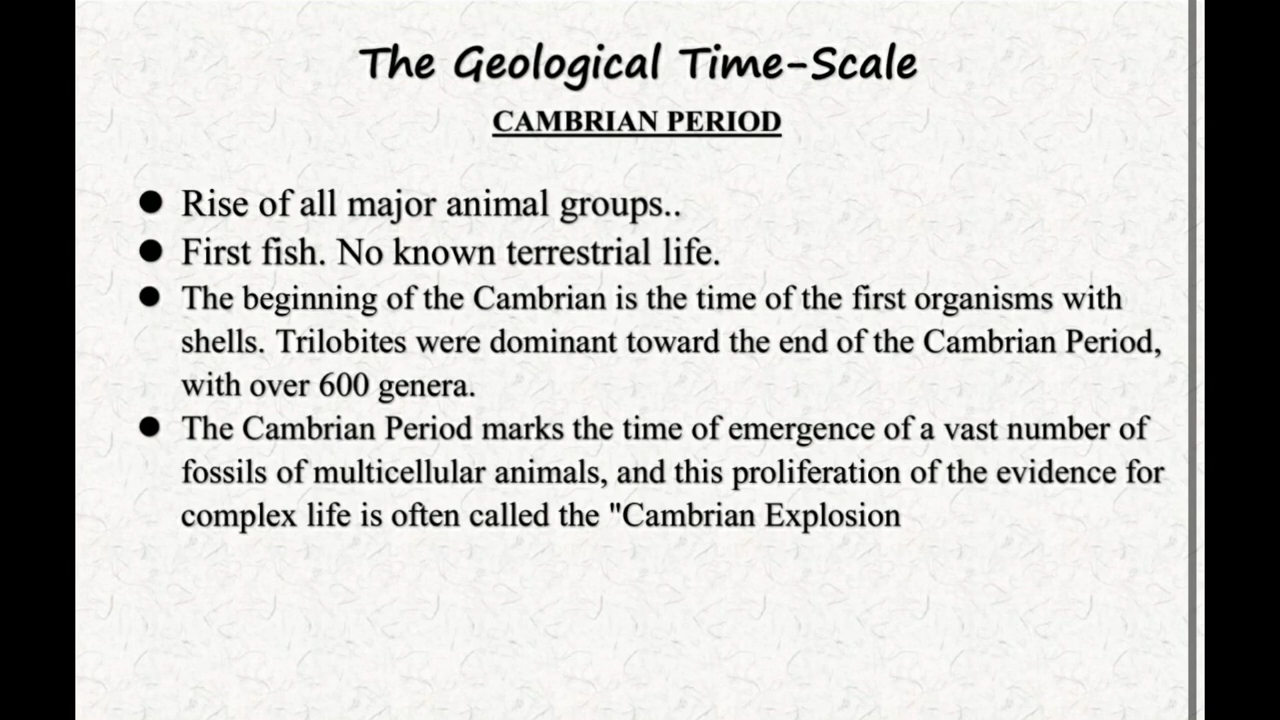 The Geological Time-Scale
CAMBRIAN PERIOD
● Rise of all major animal groups..
● First fish. No known terrestrial life.
● The beginning of the Cambrian is the time of the first organisms with
shells. Trilobites were dominant toward the end of the Cambrian Period,
with over 600 genera.
● The Cambrian Period marks the time of emergence of a vast number of
fossils of multicellular animals, and this proliferation of the evidence for
complex life is often called the "Cambrian Explosion